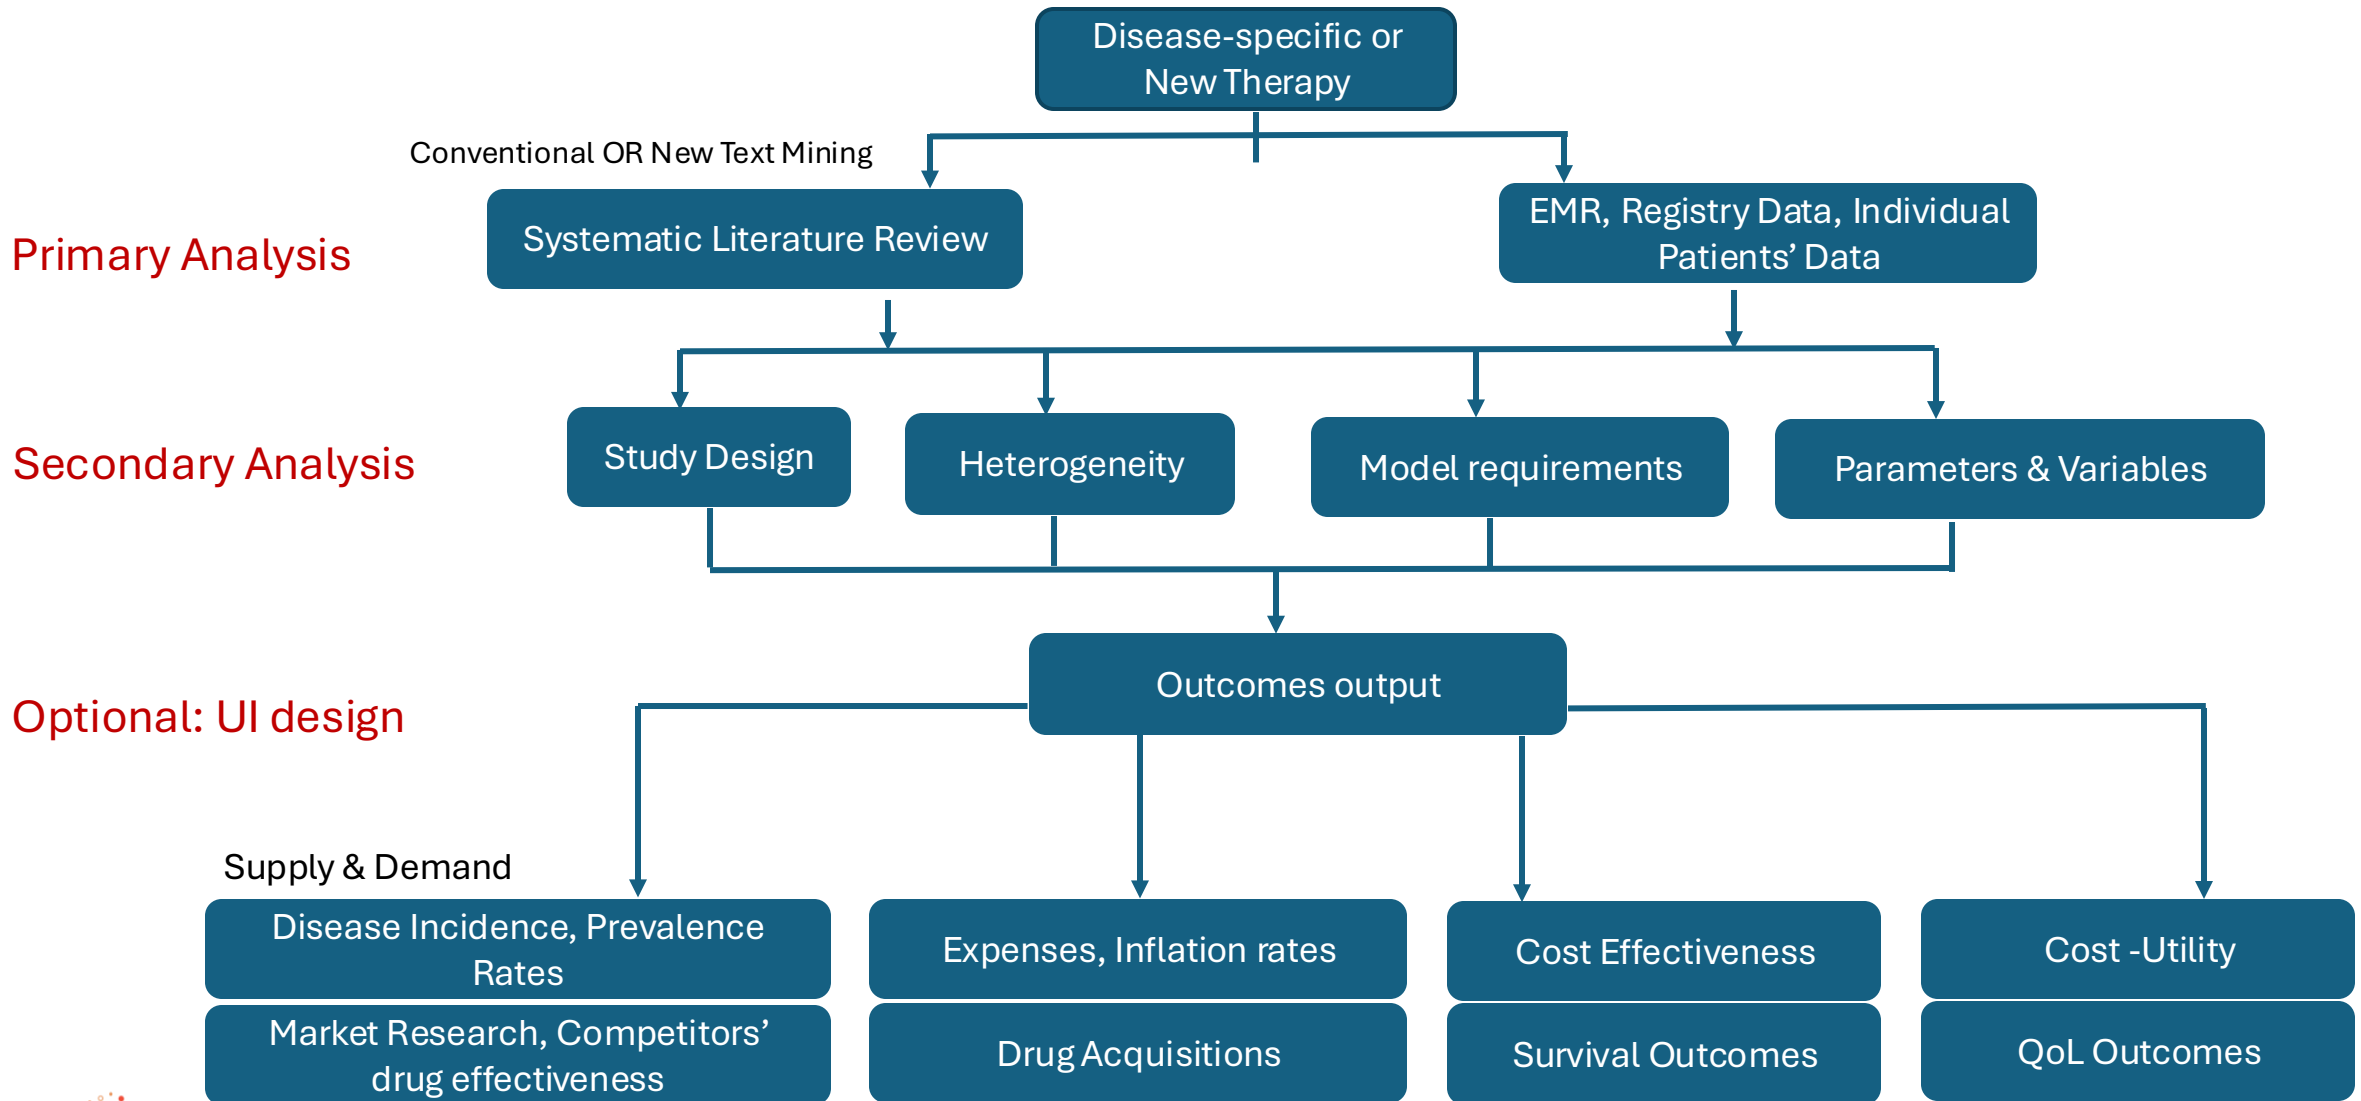 Disease-specific or
New Therapy
Conventional OR New Text Mining
Systematic Literature Review
EMR, Registry Data, Individual
Patients’ Data
Primary Analysis
Study Design
Heterogeneity
Model requirements
Parameters & Variables
Secondary Analysis
Outcomes output
Optional: UI design
Supply & Demand
Disease Incidence, Prevalence
Rates
Expenses, Inflation rates
Cost Effectiveness
Cost -Utility
Market Research, Competitors’
drug effectiveness
Drug Acquisitions
Survival Outcomes
QoL Outcomes